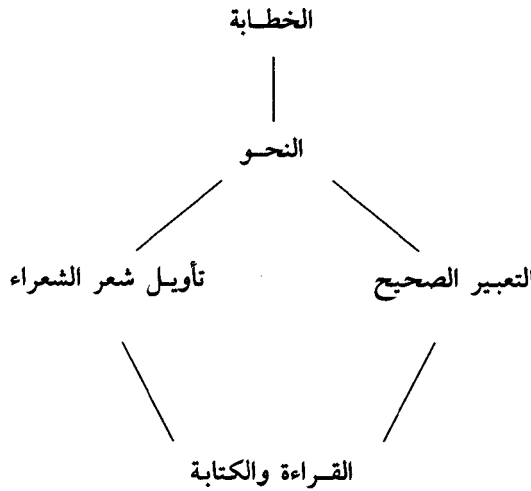 الخطابة
النحو
التعبير الصحيح
تأويل شعر الشعراء
القراءة والكتابة